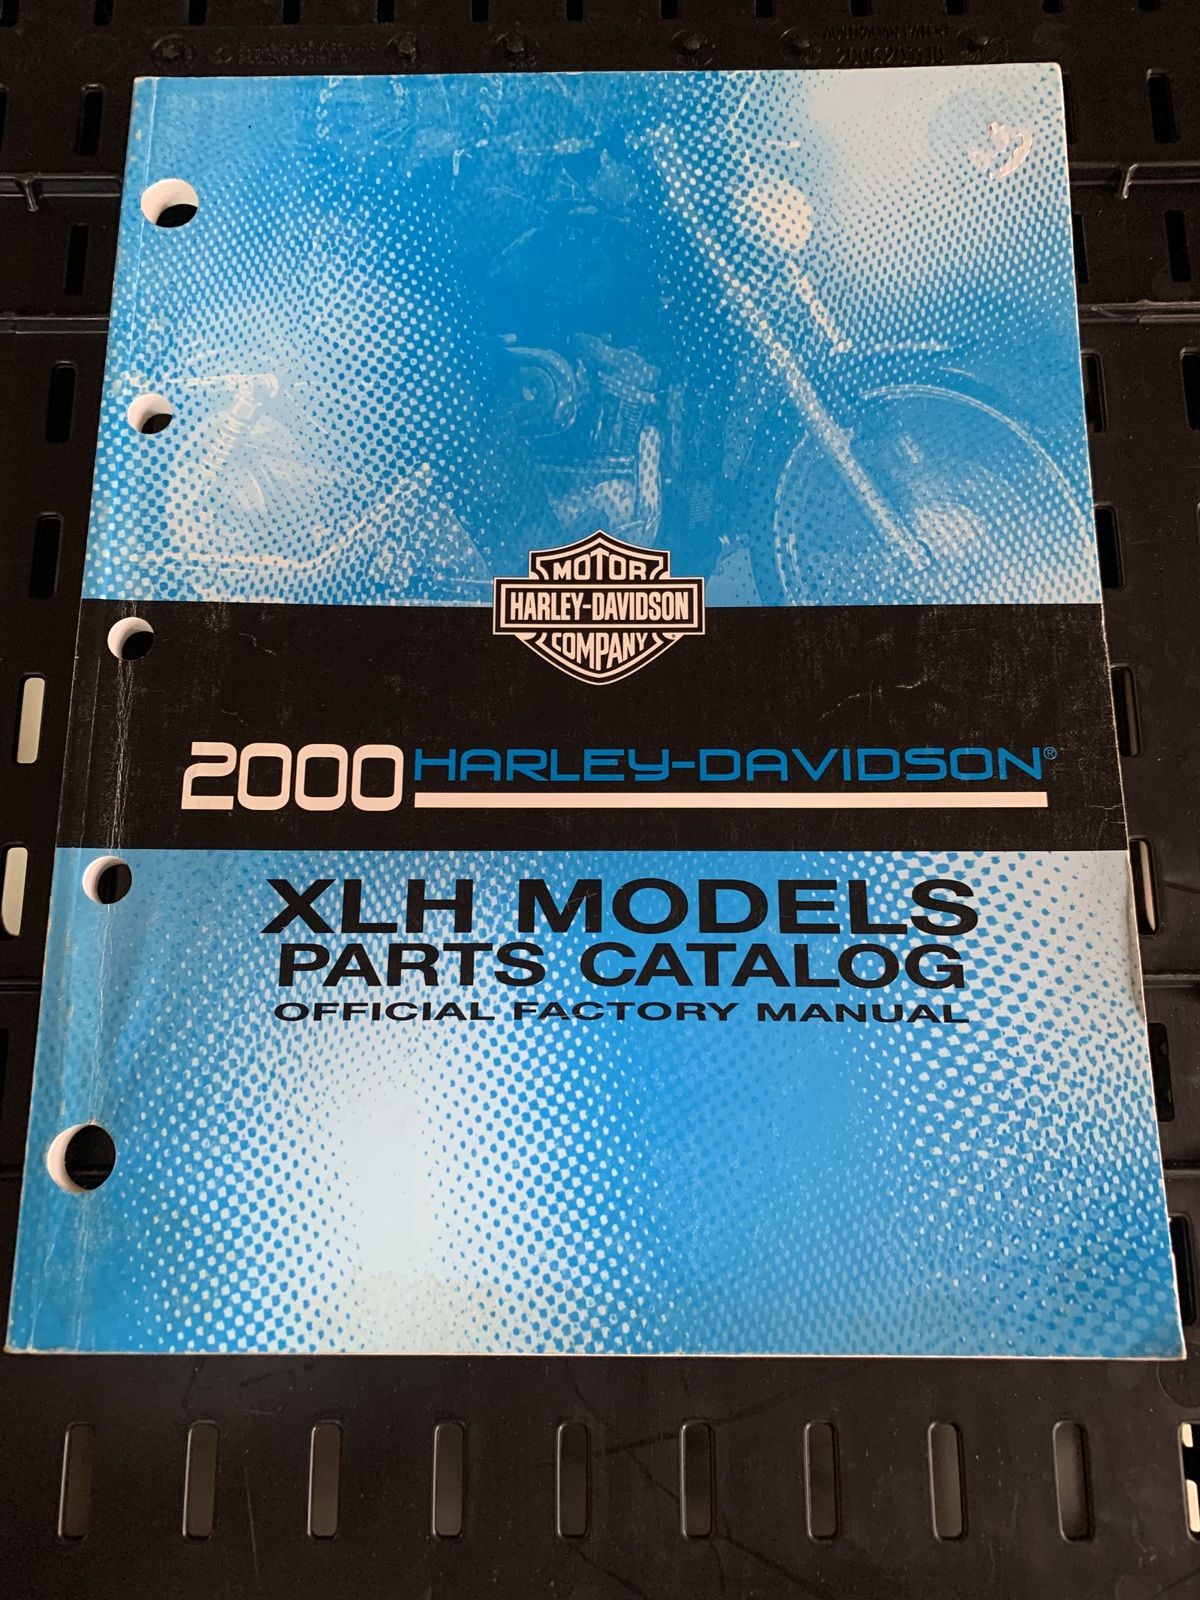 MOTOR
HARLEY-DAVIDSON
COMPANY
2000 HARLEY-DAVIDSON®
XLH MODELS
PARTS CATALOG
OFFICIAL FACTORY MANUAL